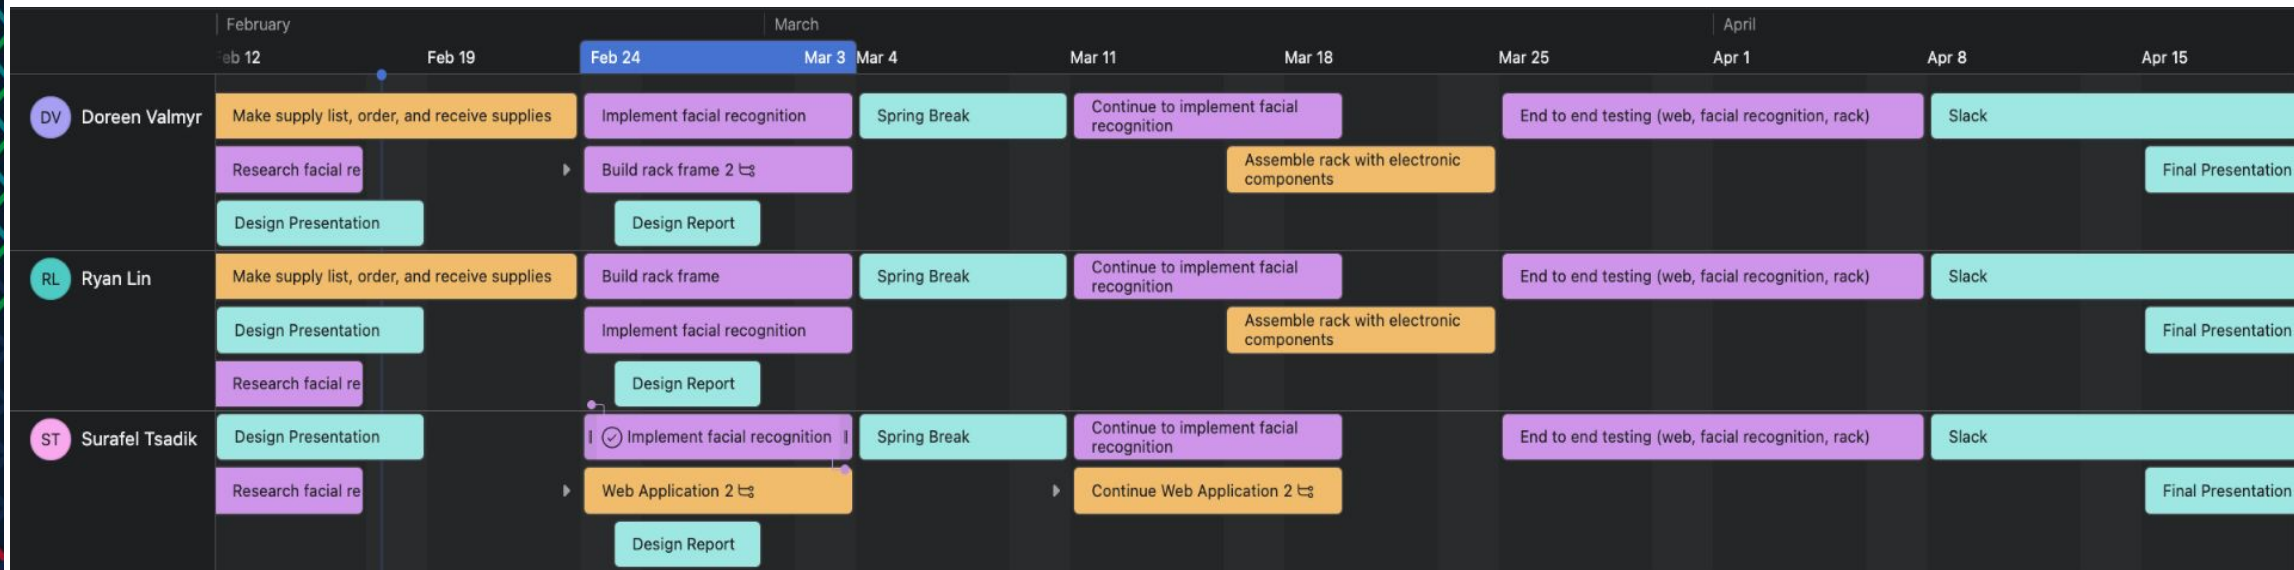 February
March
April
eb 12
Feb 19
Feb 24
Mar 3
Mar 4
Mar 11
Mar 18
Mar 25
Apr 1
Apr 8
Apr 15
DV
Doreen Valmyr
Make supply list, order, and receive supplies
Implement facial recognition
Spring Break
Continue to implement facial
recognition
End to end testing (web, facial recognition, rack)
Slack
Research facial re
Build rack frame 2
Assemble rack with electronic
components
Final Presentation
Design Presentation
Design Report
RL
Ryan Lin
Make supply list, order, and receive supplies
Build rack frame
Spring Break
Continue to implement facial
recognition
End to end testing (web, facial recognition, rack)
Slack
Design Presentation
Implement facial recognition
Assemble rack with electronic
components
Final Presentation
Research facial re
Design Report
ST
Surafel Tsadik
Design Presentation
Implement facial recognition
Spring Break
Continue to implement facial
recognition
End to end testing (web, facial recognition, rack)
Slack
Research facial re
Web Application 2
Continue Web Application 2
Final Presentation
Design Report